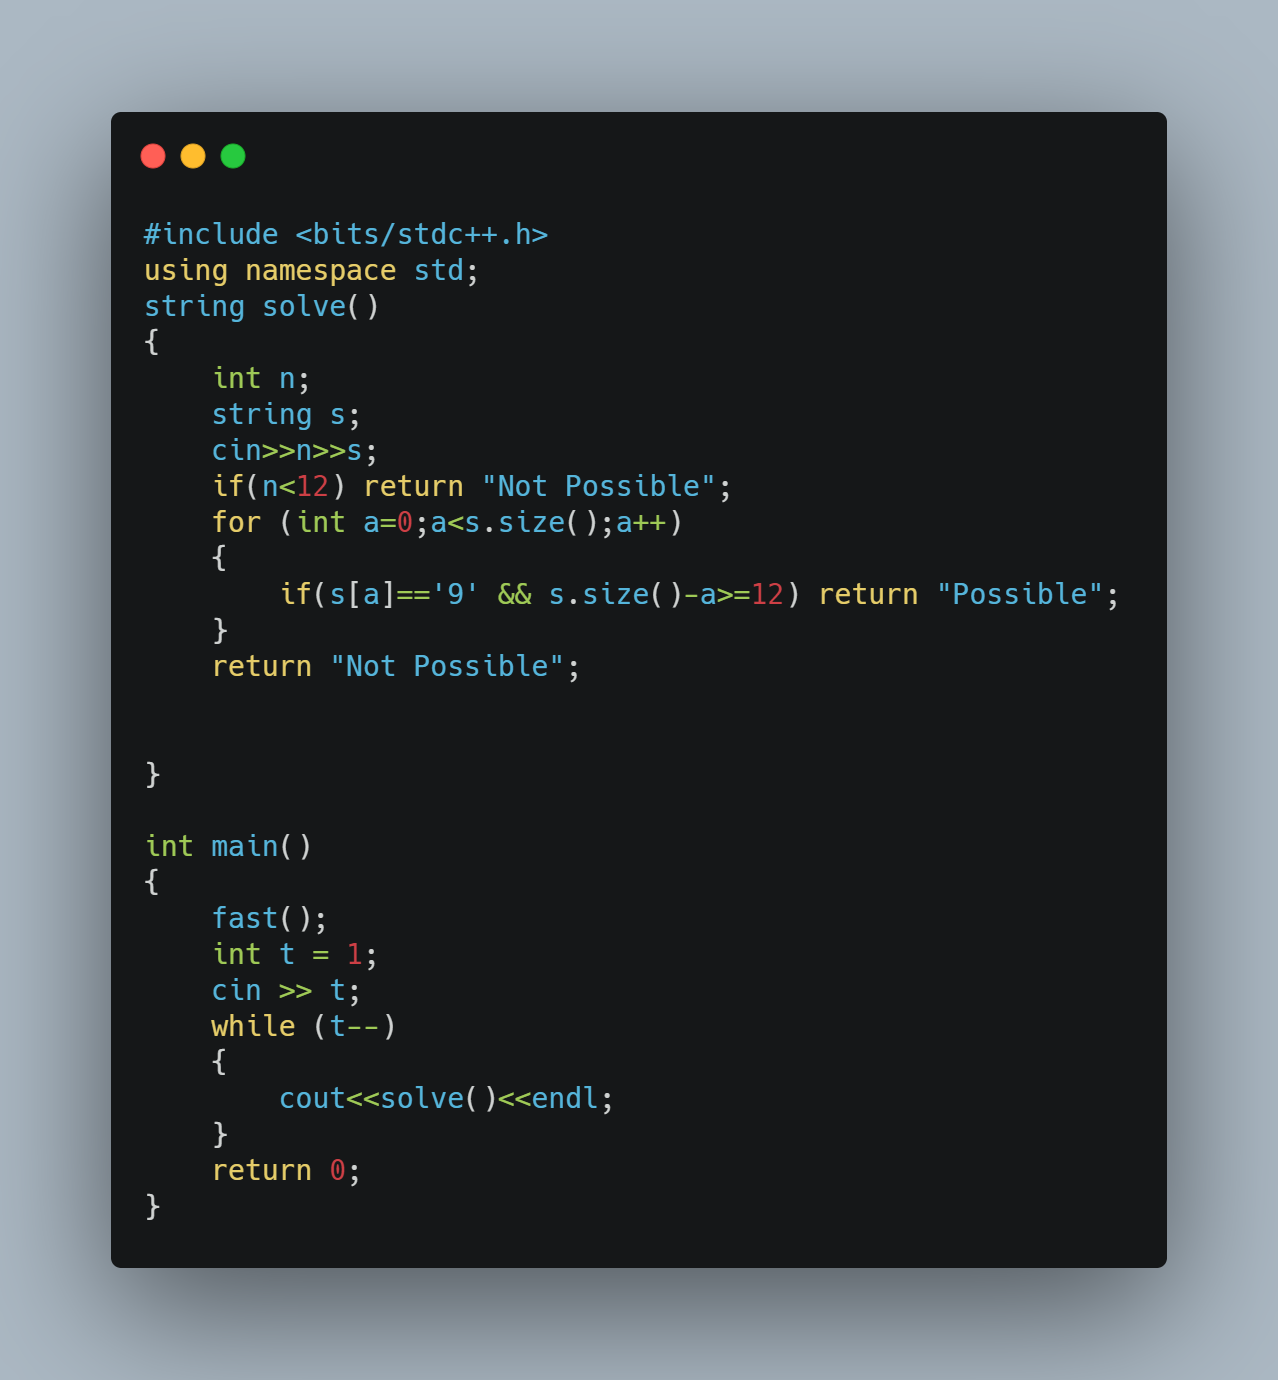 #include <bits/stdc++.h>
using namespace std;
string solve()
{
    int n;
    string s;
    cin>>n>>s;
    if(n<12) return "Not Possible";
    for (int a=0;a<s.size();a++)
    {
        if(s[a]=='9' && s.size()-a>=12) return "Possible";
    }
    return "Not Possible";


}

int main()
{
    fast();
    int t = 1;
    cin >> t;
    while (t--)
    {
        cout<<solve()<<endl;
    }
    return 0;
}